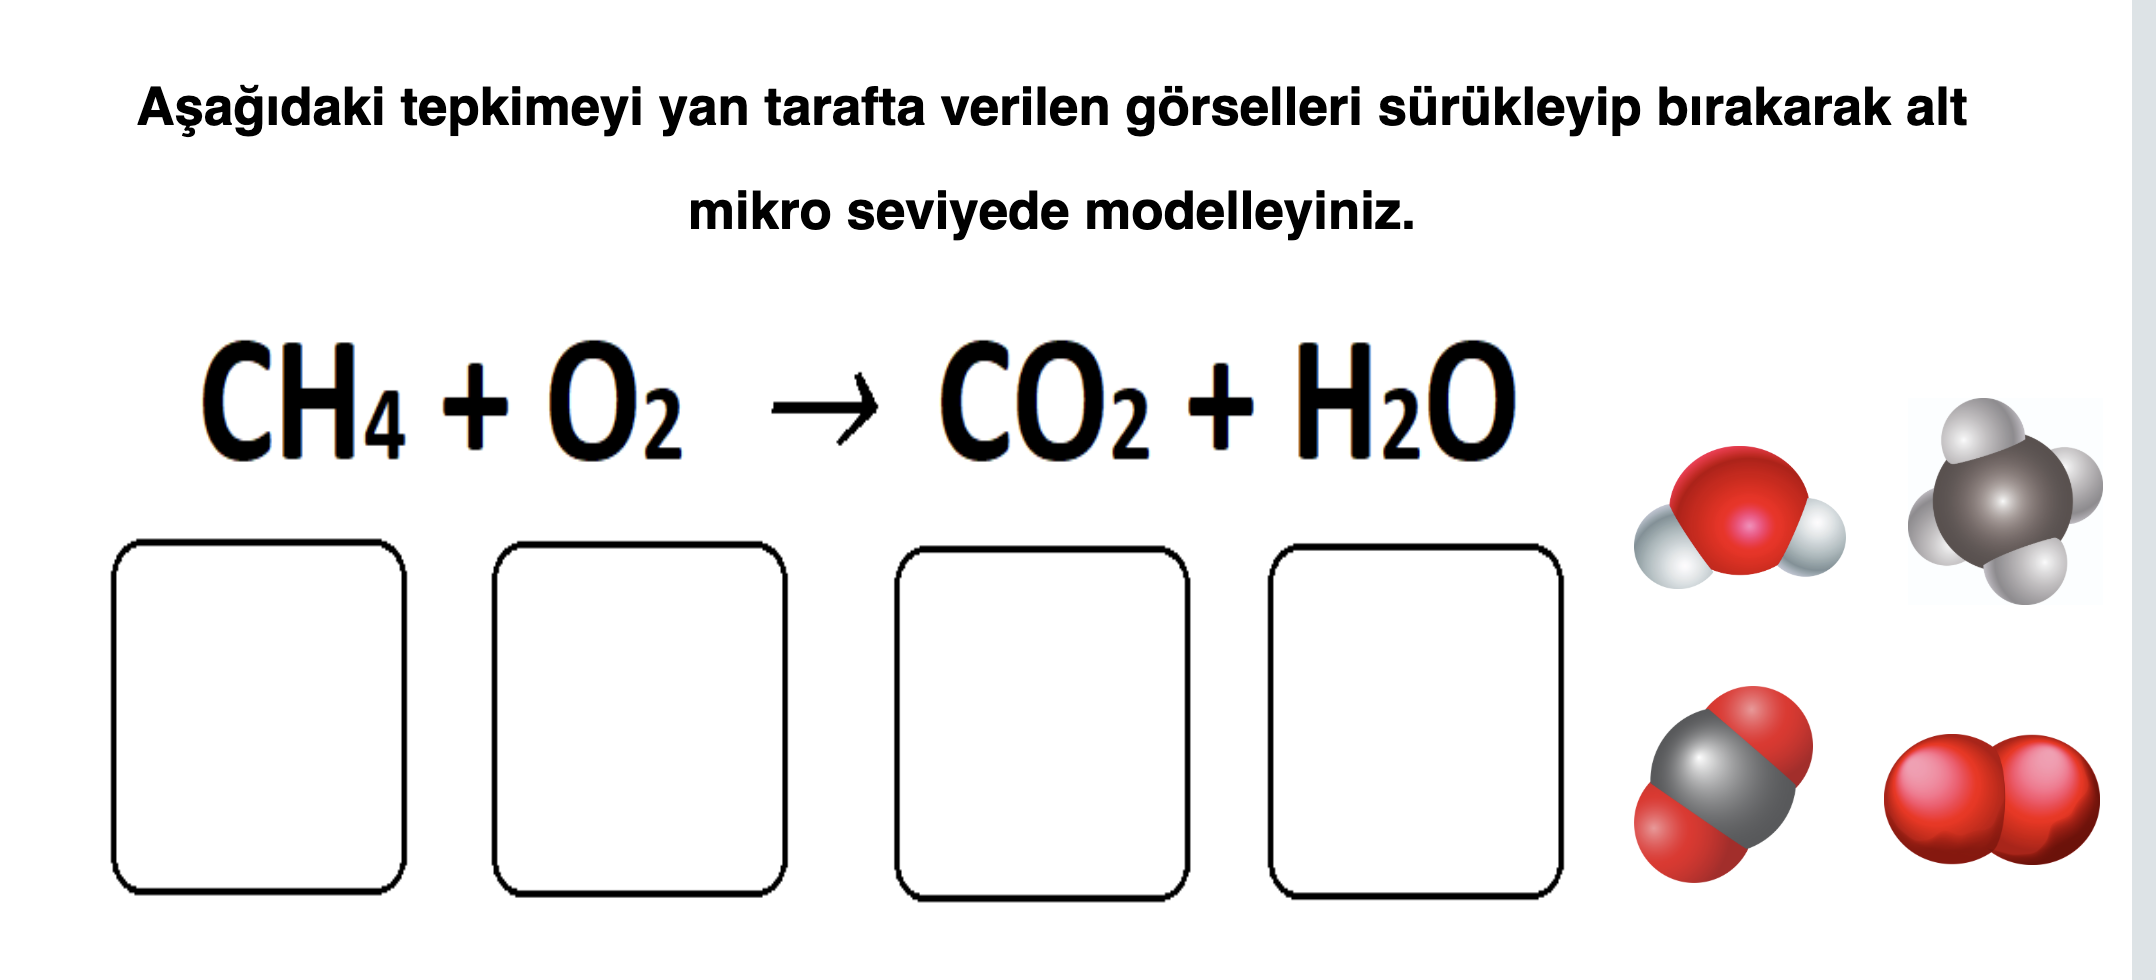 Aşağıdaki tepkimeyi yan tarafta verilen görselleri sürükleyip bırakarak alt
mikro seviyede modelleyiniz.
CH4 + O2 → CO2 + H2O